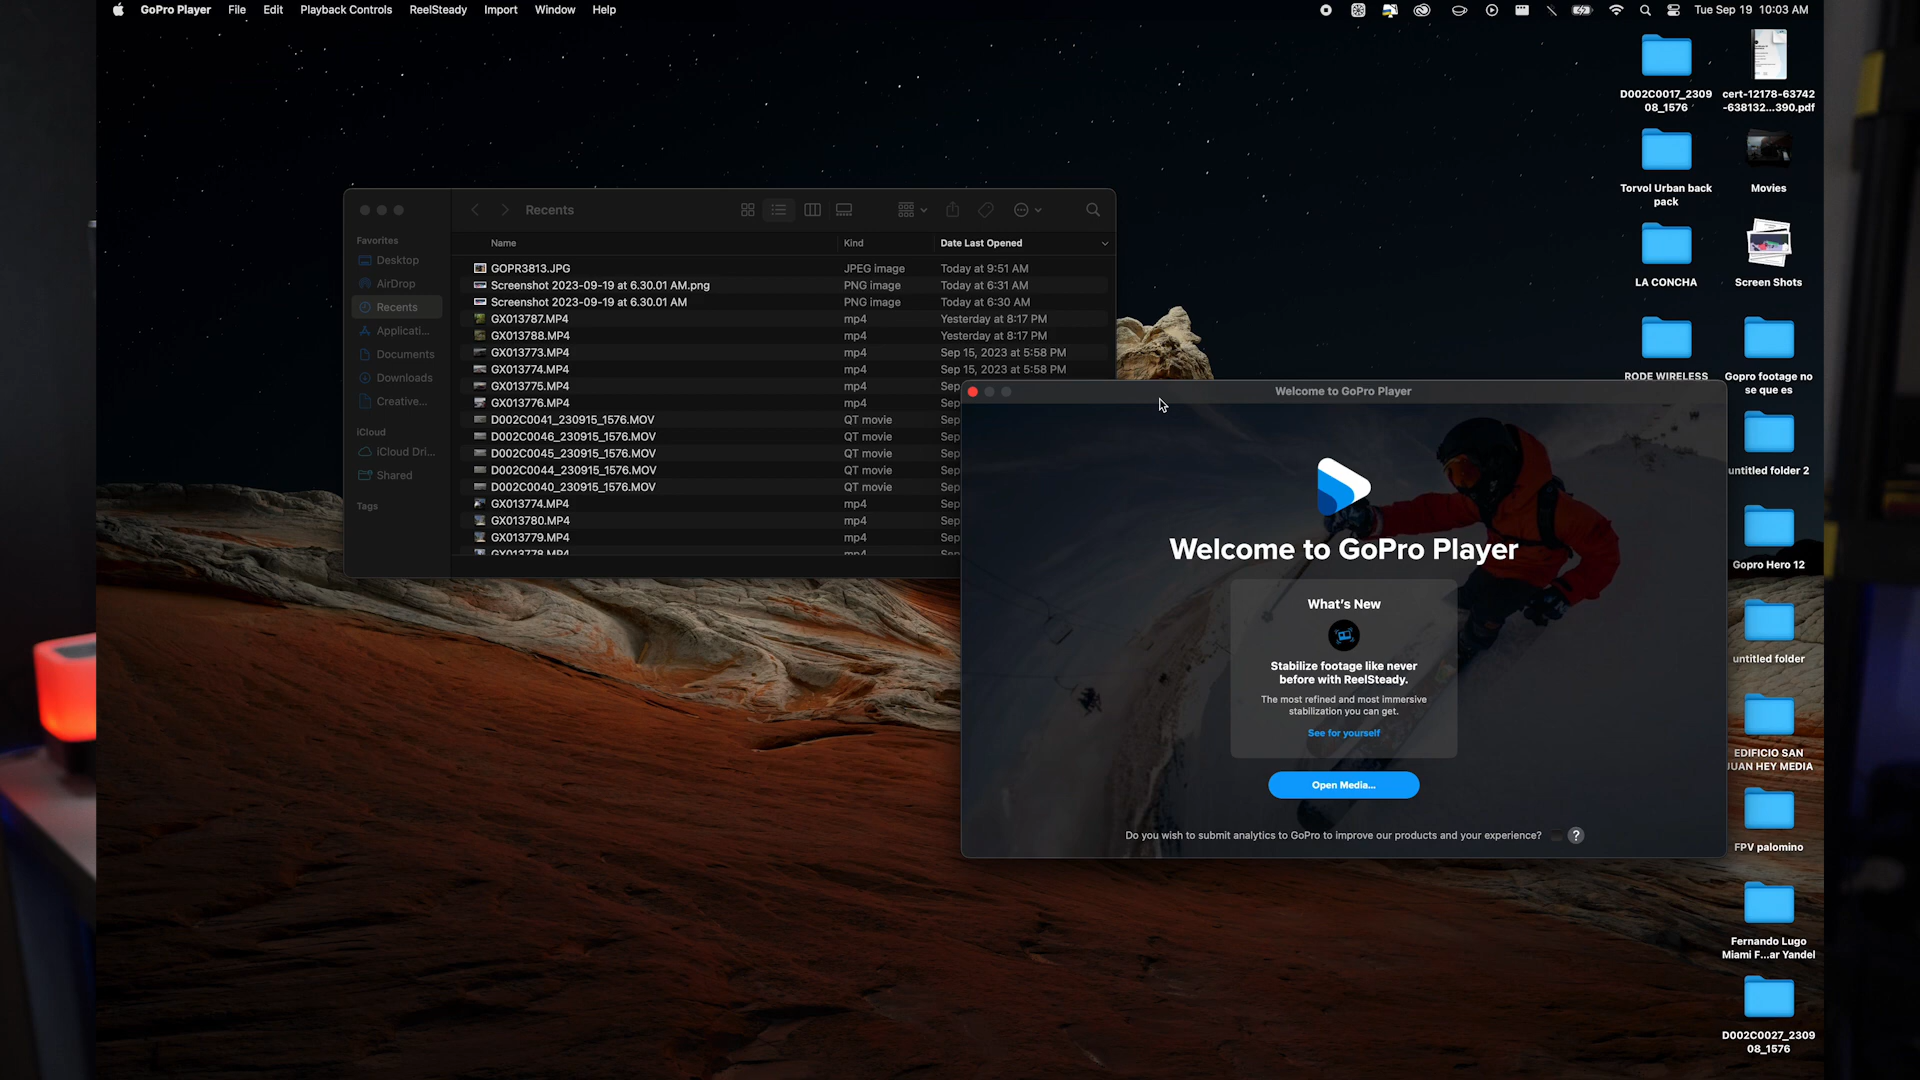 GoPro Player File Edit Playback Controls ReelSteady Import Window Help
Tue Sep 19 10:03 AM
D002C0017_2309
08_1576
cert-12178-63742
-638132...390.pdf
Torvol Urban back
pack
Movies
LA CONCHA
Screen Shots
RODE WIRELESS
Gopro footage no
se que es
untitled folder 2
Gopro Hero 12
untitled folder
EDIFICIO SAN
JUAN HEY MEDIA
FPV palomino
Fernando Lugo
Miami F...ar Yandel
D002C0027_2309
08_1576
Recents
Favorites
Desktop
AirDrop
Recents
Applicati...
Documents
Downloads
Creative...
iCloud
iCloud Dri...
Shared
Tags
Name Kind Date Last Opened
GOPR3813.JPG JPEG image Today at 9:51 AM
Screenshot 2023-09-19 at 6.30.01 AM.png PNG image Today at 6:31 AM
Screenshot 2023-09-19 at 6.30.01 AM PNG image Today at 6:30 AM
GX013787.MP4 mp4 Yesterday at 8:17 PM
GX013788.MP4 mp4 Yesterday at 8:17 PM
GX013773.MP4 mp4 Sep 15, 2023 at 5:58 PM
GX013774.MP4 mp4 Sep 15, 2023 at 5:58 PM
GX013775.MP4 mp4 Sep
GX013776.MP4 mp4 Sep
D002C0041_230915_1576.MOV QT movie Sep
D002C0046_230915_1576.MOV QT movie Sep
D002C0045_230915_1576.MOV QT movie Sep
D002C0044_230915_1576.MOV QT movie Sep
D002C0040_230915_1576.MOV QT movie Sep
GX013774.MP4 mp4 Sep
GX013780.MP4 mp4 Sep
GX013779.MP4 mp4 Sep
GX013778.MP4 mp4 Sep
Welcome to GoPro Player
Welcome to GoPro Player
What's New
Stabilize footage like never
before with ReelSteady.
The most refined and most immersive
stabilization you can get.
See for yourself
Open Media...
Do you wish to submit analytics to GoPro to improve our products and your experience? ?